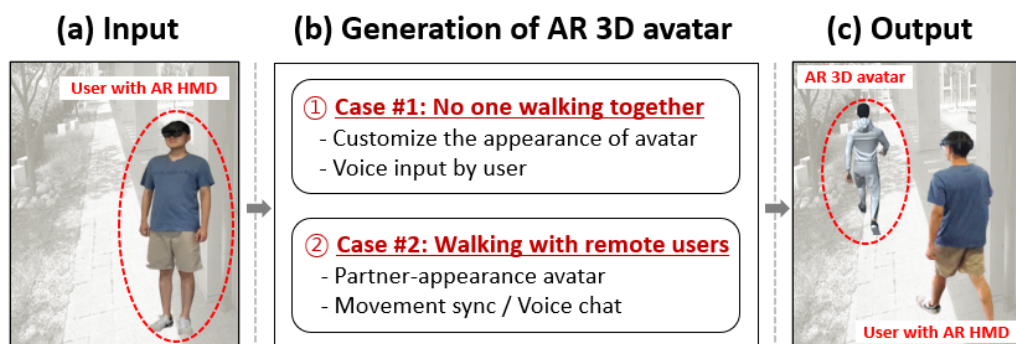 (a) Input
(b) Generation of AR 3D avatar
(c) Output
User with AR HMD
① Case #1: No one walking together
- Customize the appearance of avatar
- Voice input by user
② Case #2: Walking with remote users
- Partner-appearance avatar
- Movement sync / Voice chat
AR 3D avatar
User with AR HMD